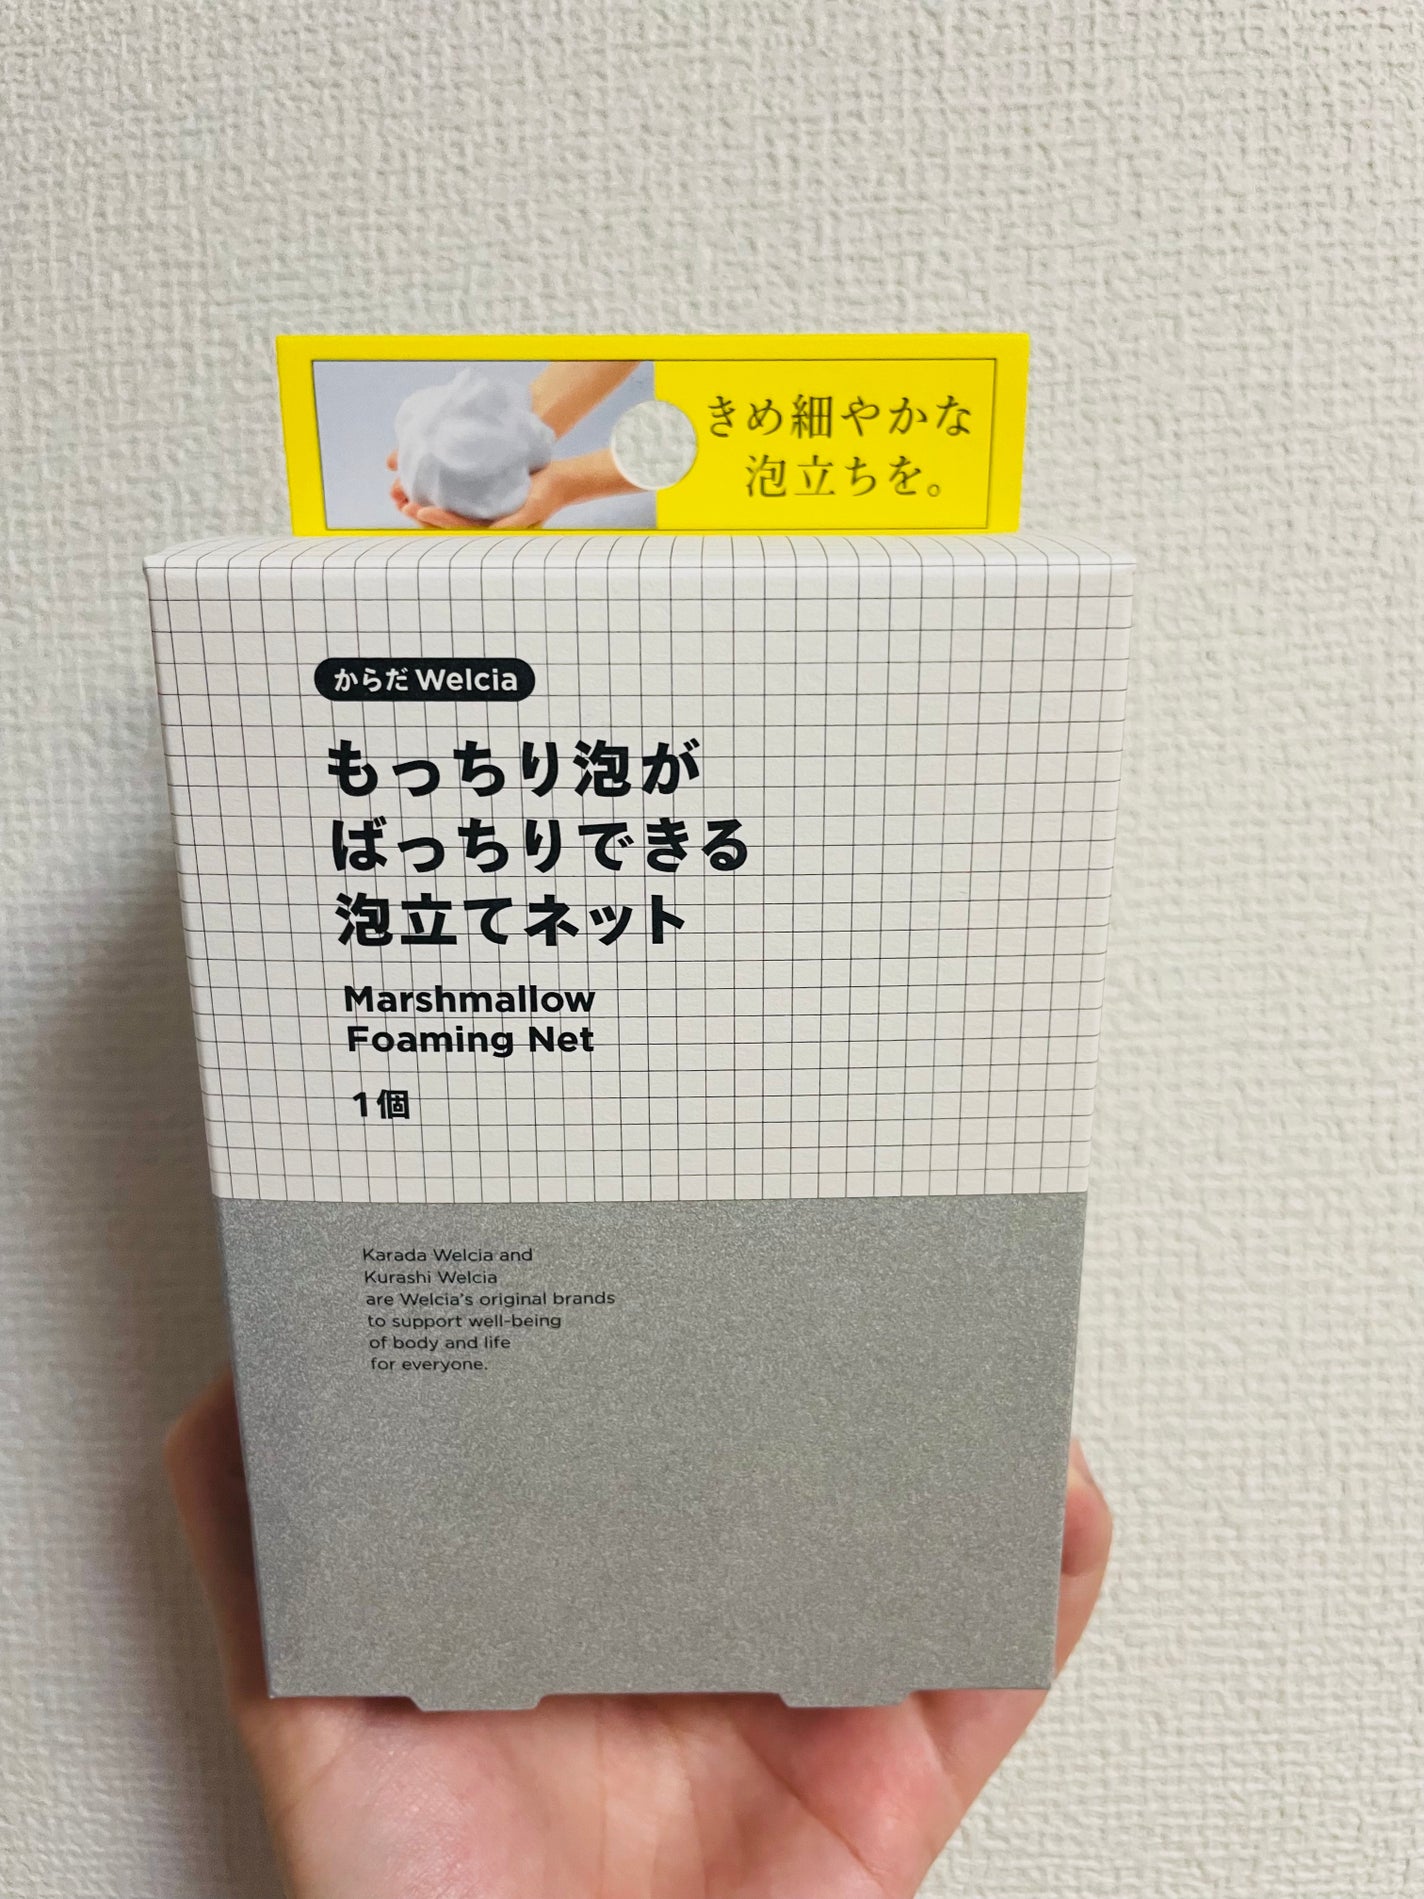 きめ細やかな
泡立ちを。
からだWelcia
もっちり泡が
ばっちりできる
泡立てネット
Marshmallow
Foaming Net
1個
Karada Welcia and
Kurashi Welcia
are Welcia's original brands
to support well-being
of body and life
for everyone.